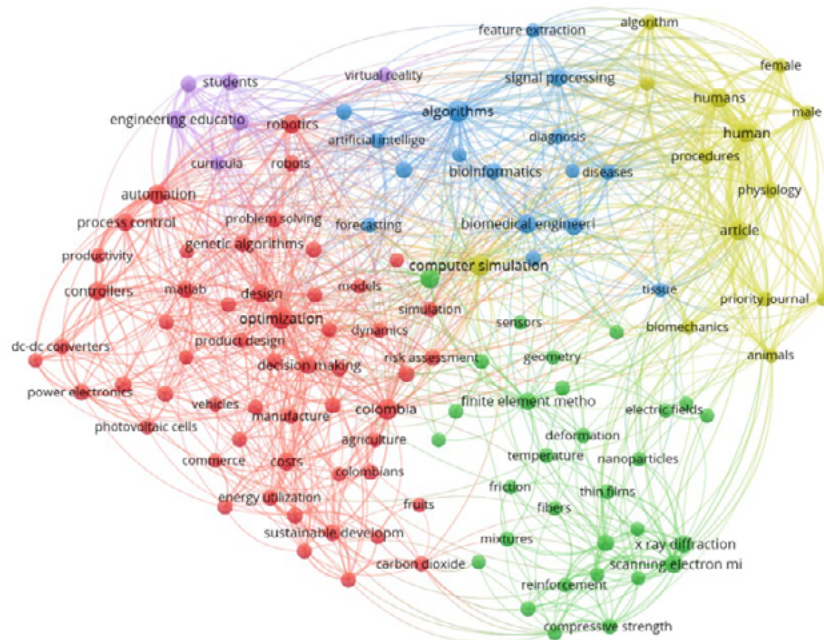 feature extraction
algorithm
students
virtual reality
signal processing
female
humans
algorithms
male
engineering educatio
robotics
artificial intellige
diagnosis
human
curricula
robots
bioinformatics
diseases
procedures
automation
physiology
process control
problem solving
forecasting
biomedical engineeri
article
genetic algorithms
productivity
computer simulation
controllers
matlab
design
models
tissue
priority journal
simulation
optimization
sensors
dynamics
biomechanics
dc-dc converters
product design
decision making
risk assessment
geometry
animals
power electronics
vehicles
manufacture
colombia
finite element metho
electric fields
photovoltaic cells
agriculture
deformation
commerce
costs
colombians
temperature
nanoparticles
energy utilization
friction
thin films
fruits
fibers
sustainable developm
mixtures
x ray diffraction
carbon dioxide
scanning electron mi
reinforcement
compressive strength